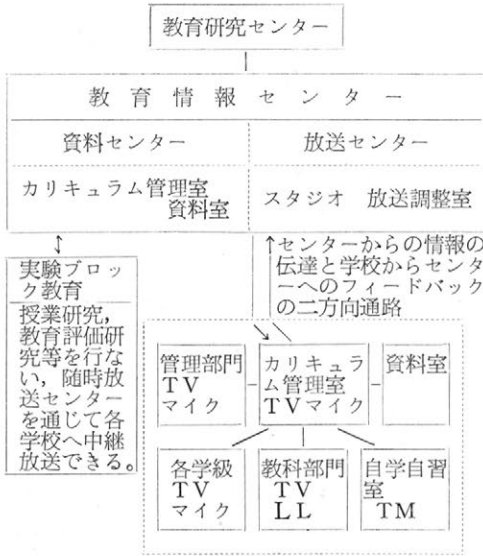 教育研究センター
教育情報センター
資料センター
放送センター
カリキュラム管理室
資料室
スタジオ 放送調整室
センターからの情報の
伝達と学校からセンタ
ーへのフィードバック
の二方向通路
実験ブロッ
ク教育
授業研究，
教育評価研
究等を行な
い，随時放
送センター
を通じて各
学校へ中継
放送できる。
管理部門
TV
マイク
カリキュラ
ム管理室
TVマイク
資料室
各学級
TV
マイク
教科部門
TV
LL
自学自習
室
TM